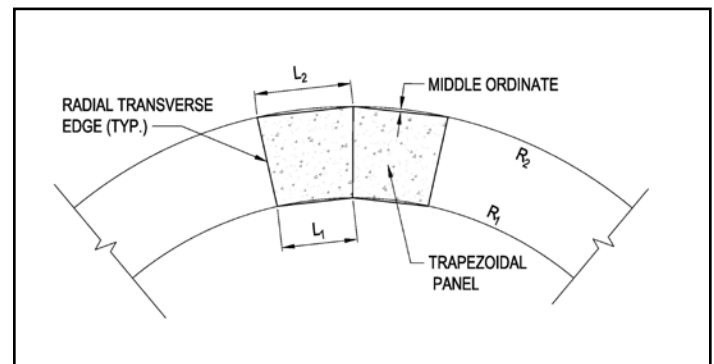 L₂
MIDDLE ORDINATE
RADIAL TRANSVERSE
EDGE (TYP.)
R₂
R₁
L₁
TRAPEZOIDAL
PANEL